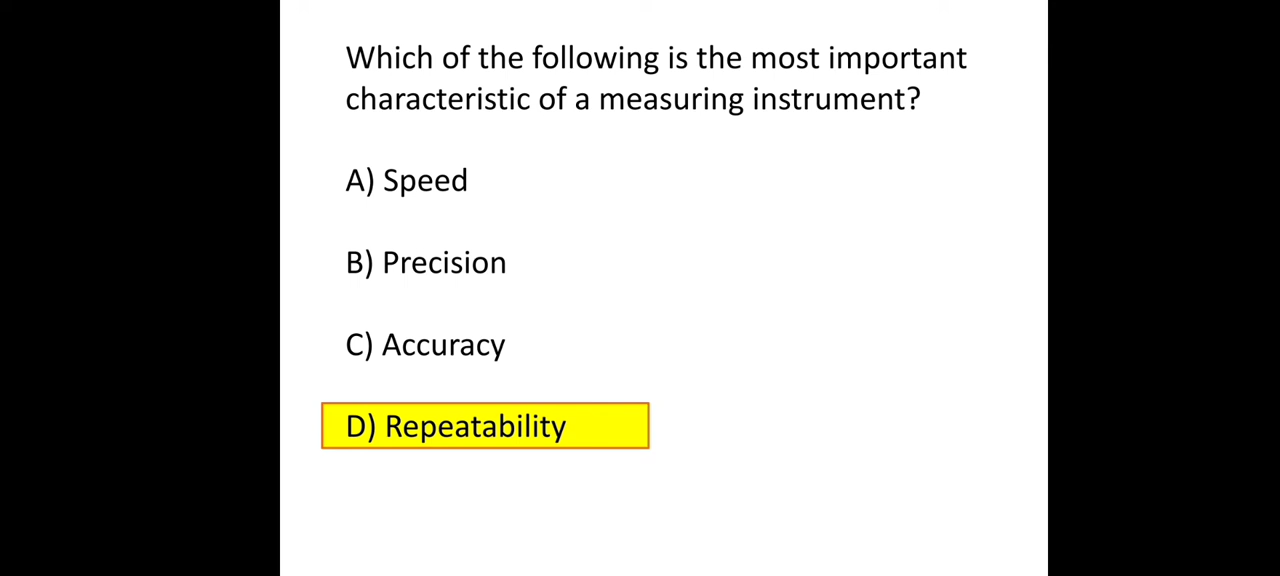 Which of the following is the most important
characteristic of a measuring instrument?
A) Speed
B) Precision
C) Accuracy
D) Repeatability